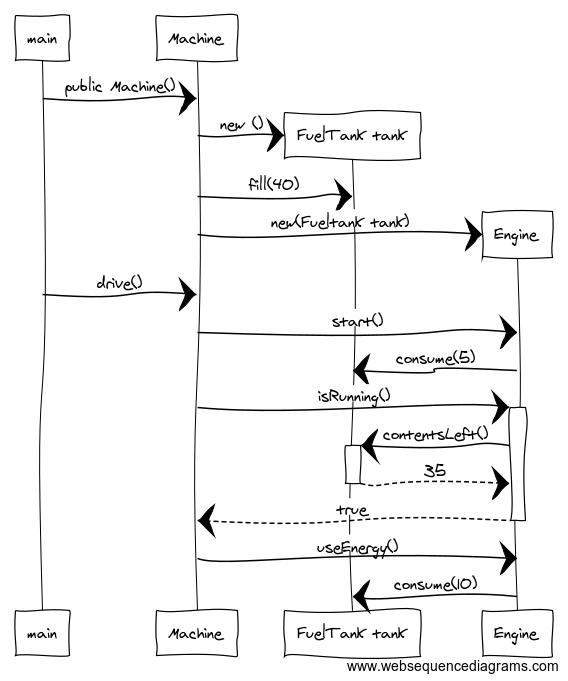 main
Machine
public Machine()
new ()
FuelTank tank
fill(40)
new(Fueltank tank)
Engine
drive()
start()
consume(5)
isRunning()
contentsLeft()
35
true
useEnergy()
consume(10)
main
Machine
FuelTank tank
Engine
www.websequencediagrams.com